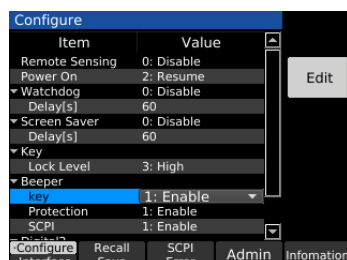 Configure
Item Value
Remote Sensing 0: Disable
Power On 2: Resume
Edit
Watchdog 0: Disable
Delay[s] 60
Screen Saver 0: Disable
Delay[s] 60
Key
Lock Level 3: High
Beeper
key 1: Enable
Protection 1: Enable
SCPI 1: Enable
Configure Recall SCPI Admin Infomation